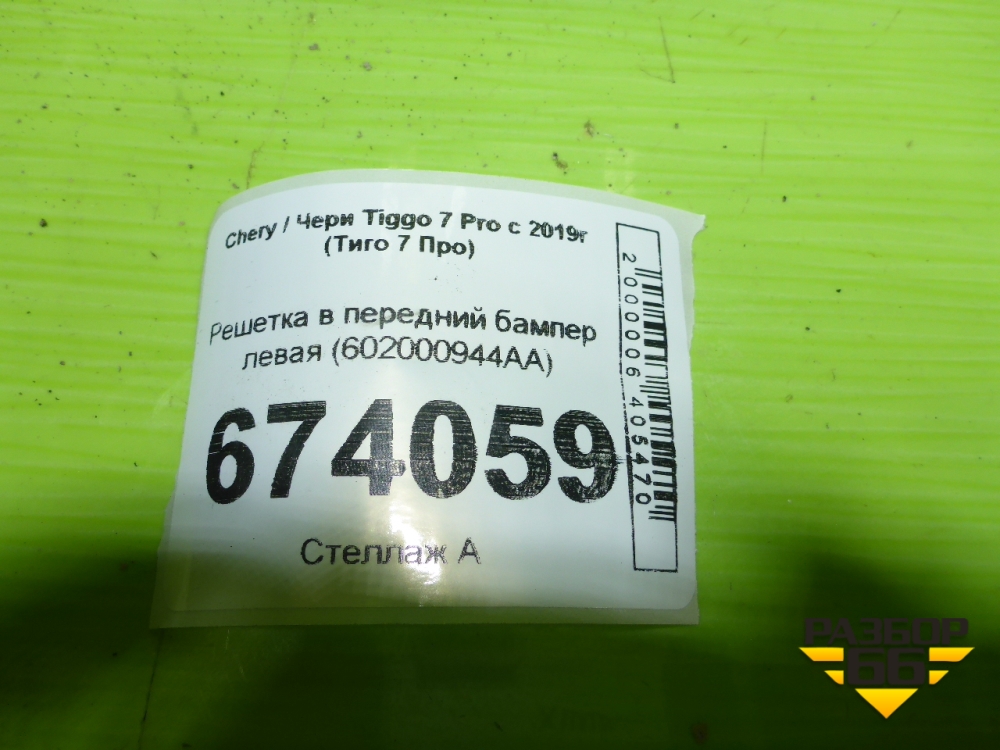 Chery / Чери Tiggo 7 Pro с 2019г
(Тиго 7 Про)
Решетка в передний бампер
левая (602000944AA)
674059
Стеллаж А
2000006405470
РАЗБОР
66